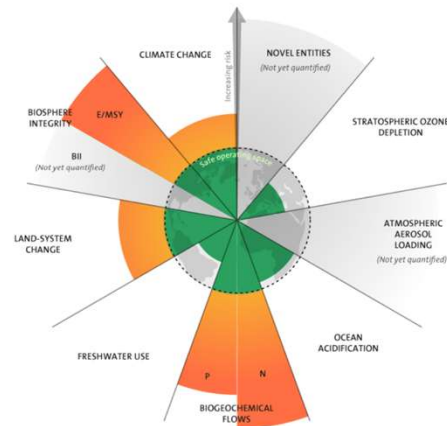 CLIMATE CHANGE
Increasing risk
NOVEL ENTITIES
(Not yet quantified)
STRATOSPHERIC OZONE
DEPLETION
ATMOSPHERIC
AEROSOL
LOADING
(Not yet quantified)
OCEAN
ACIDIFICATION
N
P
BIOGEOCHEMICAL
FLOWS
FRESHWATER USE
LAND-SYSTEM
CHANGE
BII
(Not yet quantified)
BIOSPHERE
INTEGRITY
E/MSY
Safe operating space